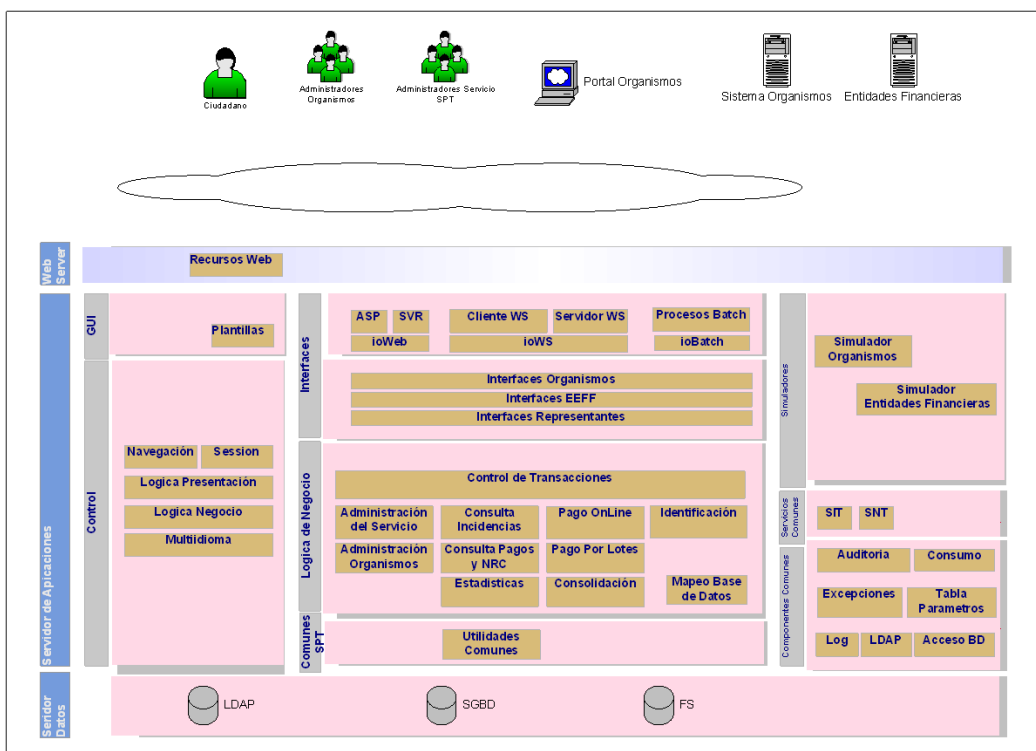 Ciudadano
Administradores
Organismos
Administradores Servicio
SPT
Portal Organismos
Sistema Organismos
Entidades Financieras
Web
Server
Recursos Web
Servidor de Apicaciones
GUI
Plantillas
Control
Navegación
Session
Logica Presentación
Logica Negocio
Multiidioma
Interfaces
ASP
SVR
ioWeb
Cliente WS
Servidor WS
ioWS
Procesos Batch
ioBatch
Interfaces Organismos
Interfaces EEFF
Interfaces Representantes
Logica de Negocio
Control de Transacciones
Administración
del Servicio
Consulta
Incidencias
Pago OnLine
Identificación
Administración
Organismos
Consulta Pagos
y NRC
Pago Por Lotes
Estadisticas
Consolidación
Mapeo Base
de Datos
Comunes
SPT
Utilidades
Comunes
Simuladores
Simulador
Organismos
Simulador
Entidades Financieras
Servicios
Comunes
SIT
SNT
Componentes Comunes
Auditoria
Consumo
Excepciones
Tabla
Parametros
Log
LDAP
Acceso BD
Seridor
Datos
LDAP
SGBD
FS